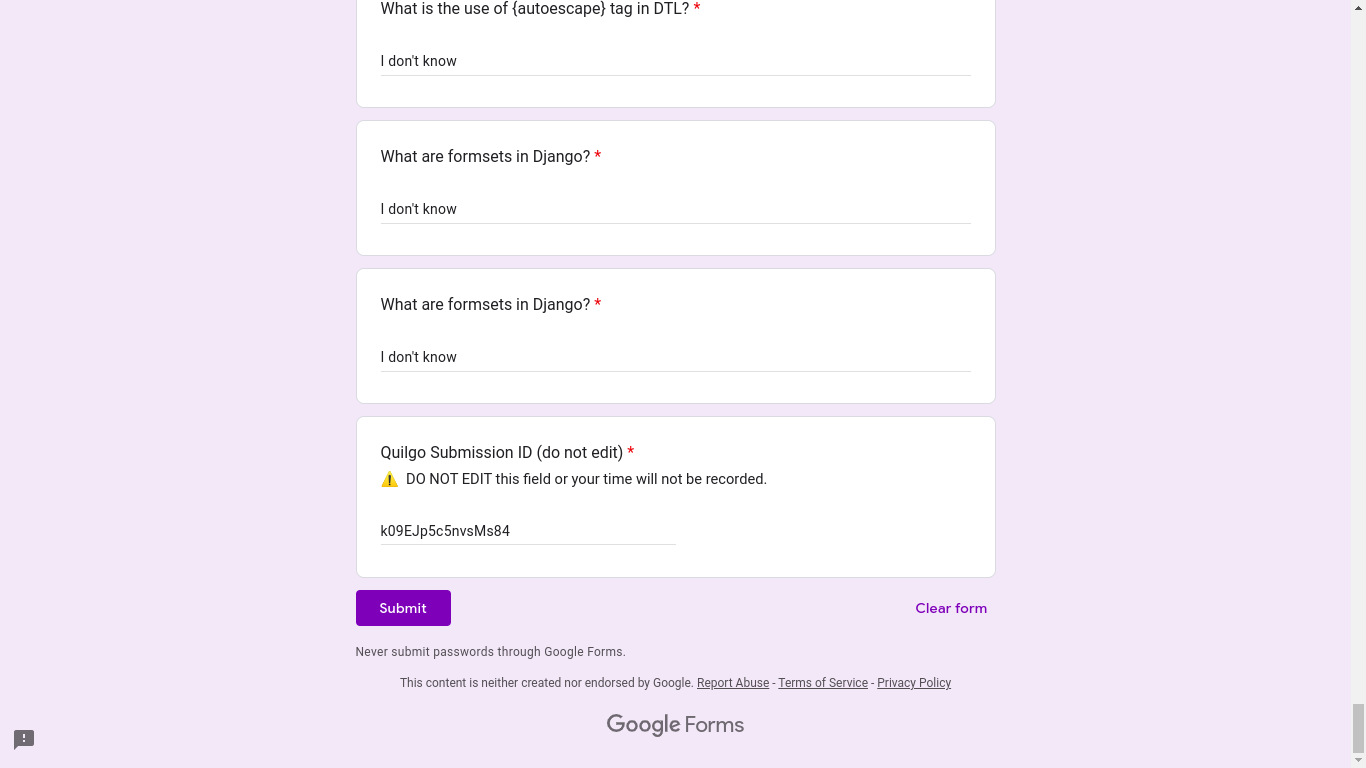 What is the use of {autoescape} tag in DTL? *
I don't know
What are formsets in Django? *
I don't know
What are formsets in Django? *
I don't know
Quilgo Submission ID (do not edit) *
⚠️ DO NOT EDIT this field or your time will not be recorded.
k09EJp5c5nvsMs84
Submit
Clear form
Never submit passwords through Google Forms.
This content is neither created nor endorsed by Google. Report Abuse - Terms of Service - Privacy Policy
Google Forms